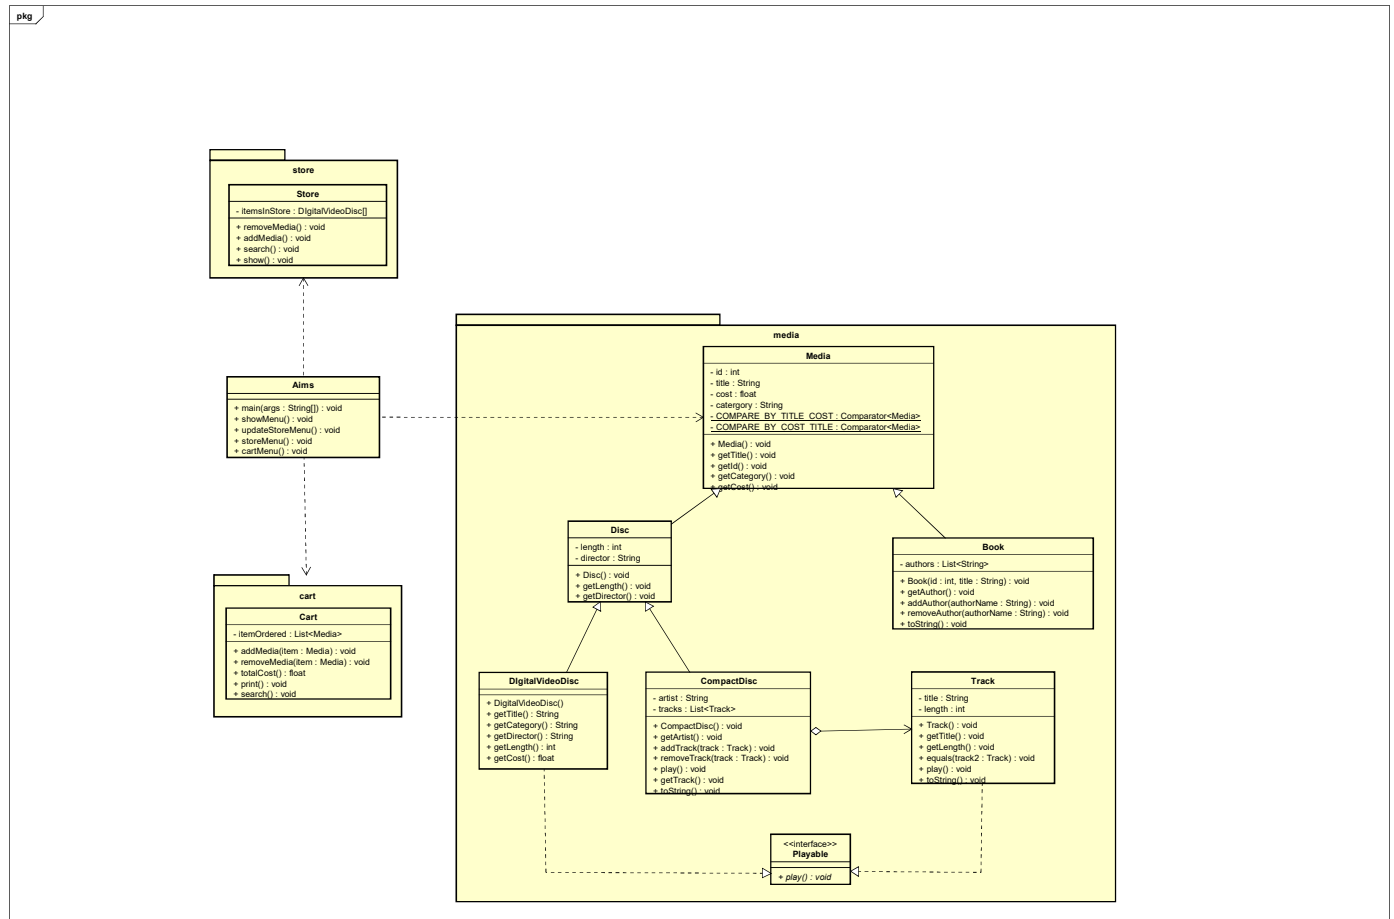 pkg
store
Store
- itemsInStore : DIgitalVideoDisc[]
+ removeMedia() : void
+ addMedia() : void
+ search() : void
+ show() : void
Aims
+ main(args : String[]) : void
+ showMenu() : void
+ updateStoreMenu() : void
+ storeMenu() : void
+ cartMenu() : void
cart
Cart
- itemOrdered : List<Media>
+ addMedia(item : Media) : void
+ removeMedia(item : Media) : void
+ totalCost() : float
+ print() : void
+ search() : void
media
Media
- id : int
- title : String
- cost : float
- catergory : String
- COMPARE_BY_TITLE_COST : Comparator<Media>
- COMPARE_BY_COST_TITLE : Comparator<Media>
+ Media() : void
+ getTitle() : void
+ getId() : void
+ getCategory() : void
+ getCost() : void
Disc
- length : int
- director : String
+ Disc() : void
+ getLength() : void
+ getDirector() : void
Book
- authors : List<String>
+ Book(id : int, title : String) : void
+ getAuthor() : void
+ addAuthor(authorName : String) : void
+ removeAuthor(authorName : String) : void
+ toString() : void
DIgitalVideoDisc
+ DIgitalVideoDisc()
+ getTitle() : String
+ getCategory() : String
+ getDirector() : String
+ getLength() : int
+ getCost() : float
CompactDisc
- artist : String
- tracks : List<Track>
+ CompactDisc() : void
+ getArtist() : void
+ addTrack(track : Track) : void
+ removeTrack(track : Track) : void
+ play() : void
+ getTrack() : void
+ toString() : void
Track
- title : String
- length : int
+ Track() : void
+ getTitle() : void
+ getLength() : void
+ equals(track2 : Track) : void
+ play() : void
+ toString() : void
<<interface>>
Playable
+ play() : void